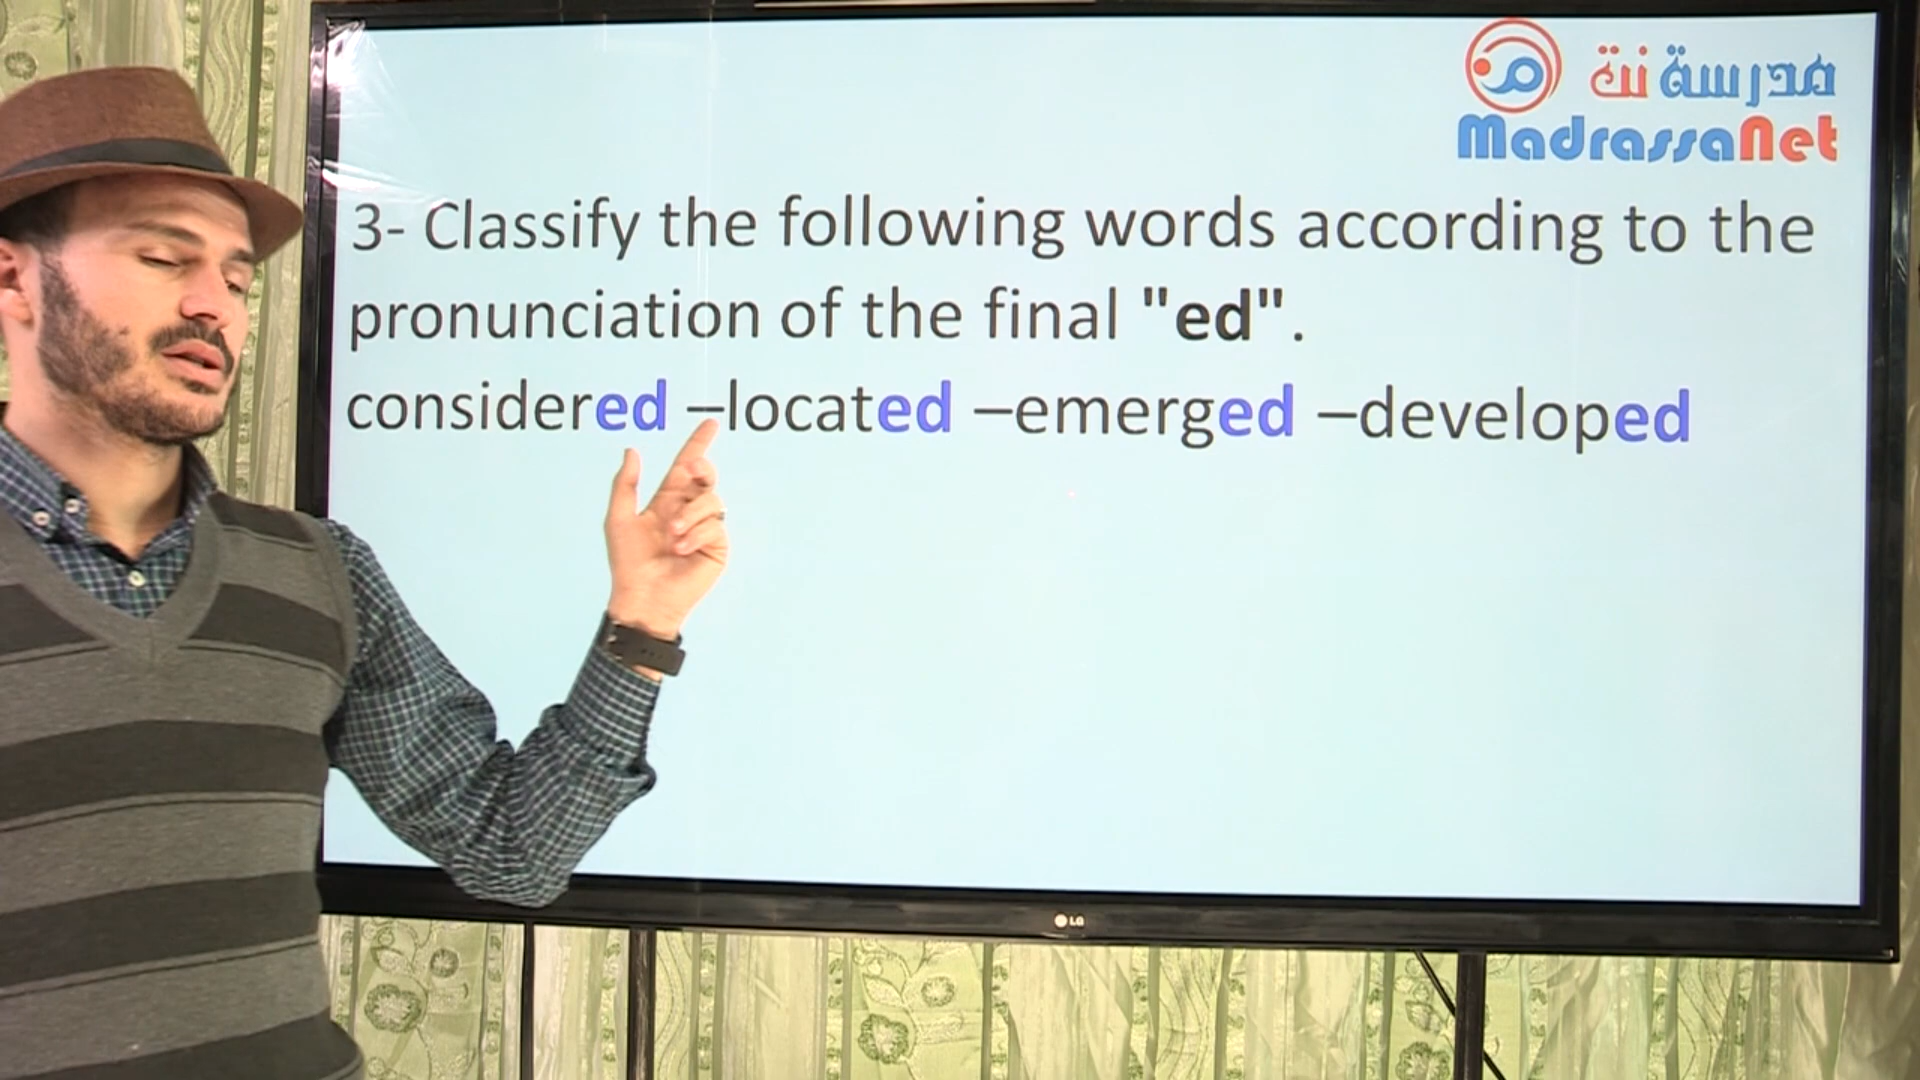 مدرسة نت
MadrassaNet
3- Classify the following words according to the
pronunciation of the final "ed".
considered –located –emerged –developed
LG